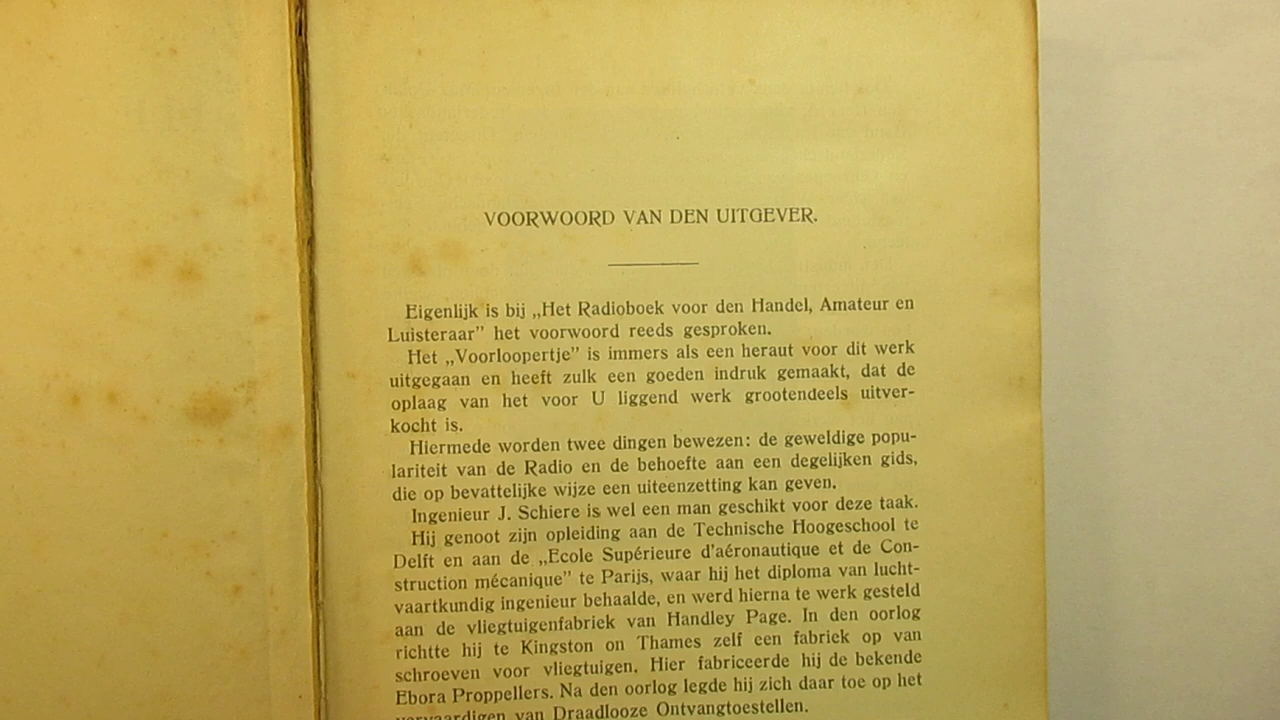 VOORWOORD VAN DEN UITGEVER.
Eigenlijk is bij „Het Radioboek voor den Handel, Amateur en
Luisteraar” het voorwoord reeds gesproken.
Het „Voorloopertje” is immers als een heraut voor dit werk
uitgegaan en heeft zulk een goeden indruk gemaakt, dat de
oplaag van het voor U liggend werk grootendeels uitver-
kocht is.
Hiermede worden twee dingen bewezen: de geweldige popu-
lariteit van de Radio en de behoefte aan een degelijken gids,
die op bevattelijke wijze een uiteenzetting kan geven.
Ingenieur J. Schiere is wel een man geschikt voor deze taak.
Hij genoot zijn opleiding aan de Technische Hoogeschool te
Delft en aan de „Ecole Supérieure d'aéronautique et de Con-
struction mécanique” te Parijs, waar hij het diploma van lucht-
vaartkundig ingenieur behaalde, en werd hierna te werk gesteld
aan de vliegtuigenfabriek van Handley Page. In den oorlog
richtte hij te Kingston on Thames zelf een fabriek op van
schroeven voor vliegtuigen. Hier fabriceerde hij de bekende
Ebora Proppellers. Na den oorlog legde hij zich daar toe op het
vervaardigen van Draadlooze Ontvangtoestellen.